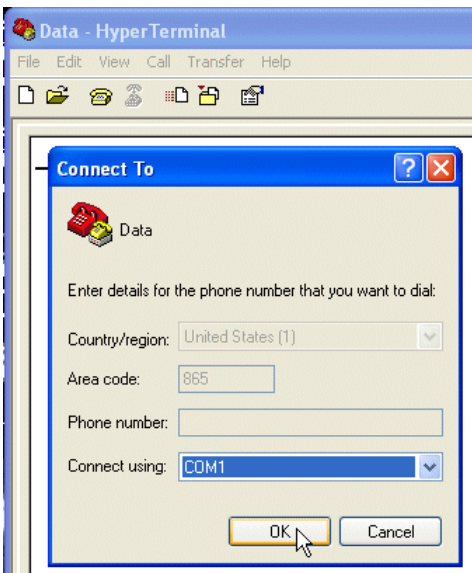 Data - HyperTerminal
File Edit View Call Transfer Help
Connect To
Data
Enter details for the phone number that you want to dial:
Country/region: United States (1)
Area code: 865
Phone number:
Connect using: COM1
OK Cancel